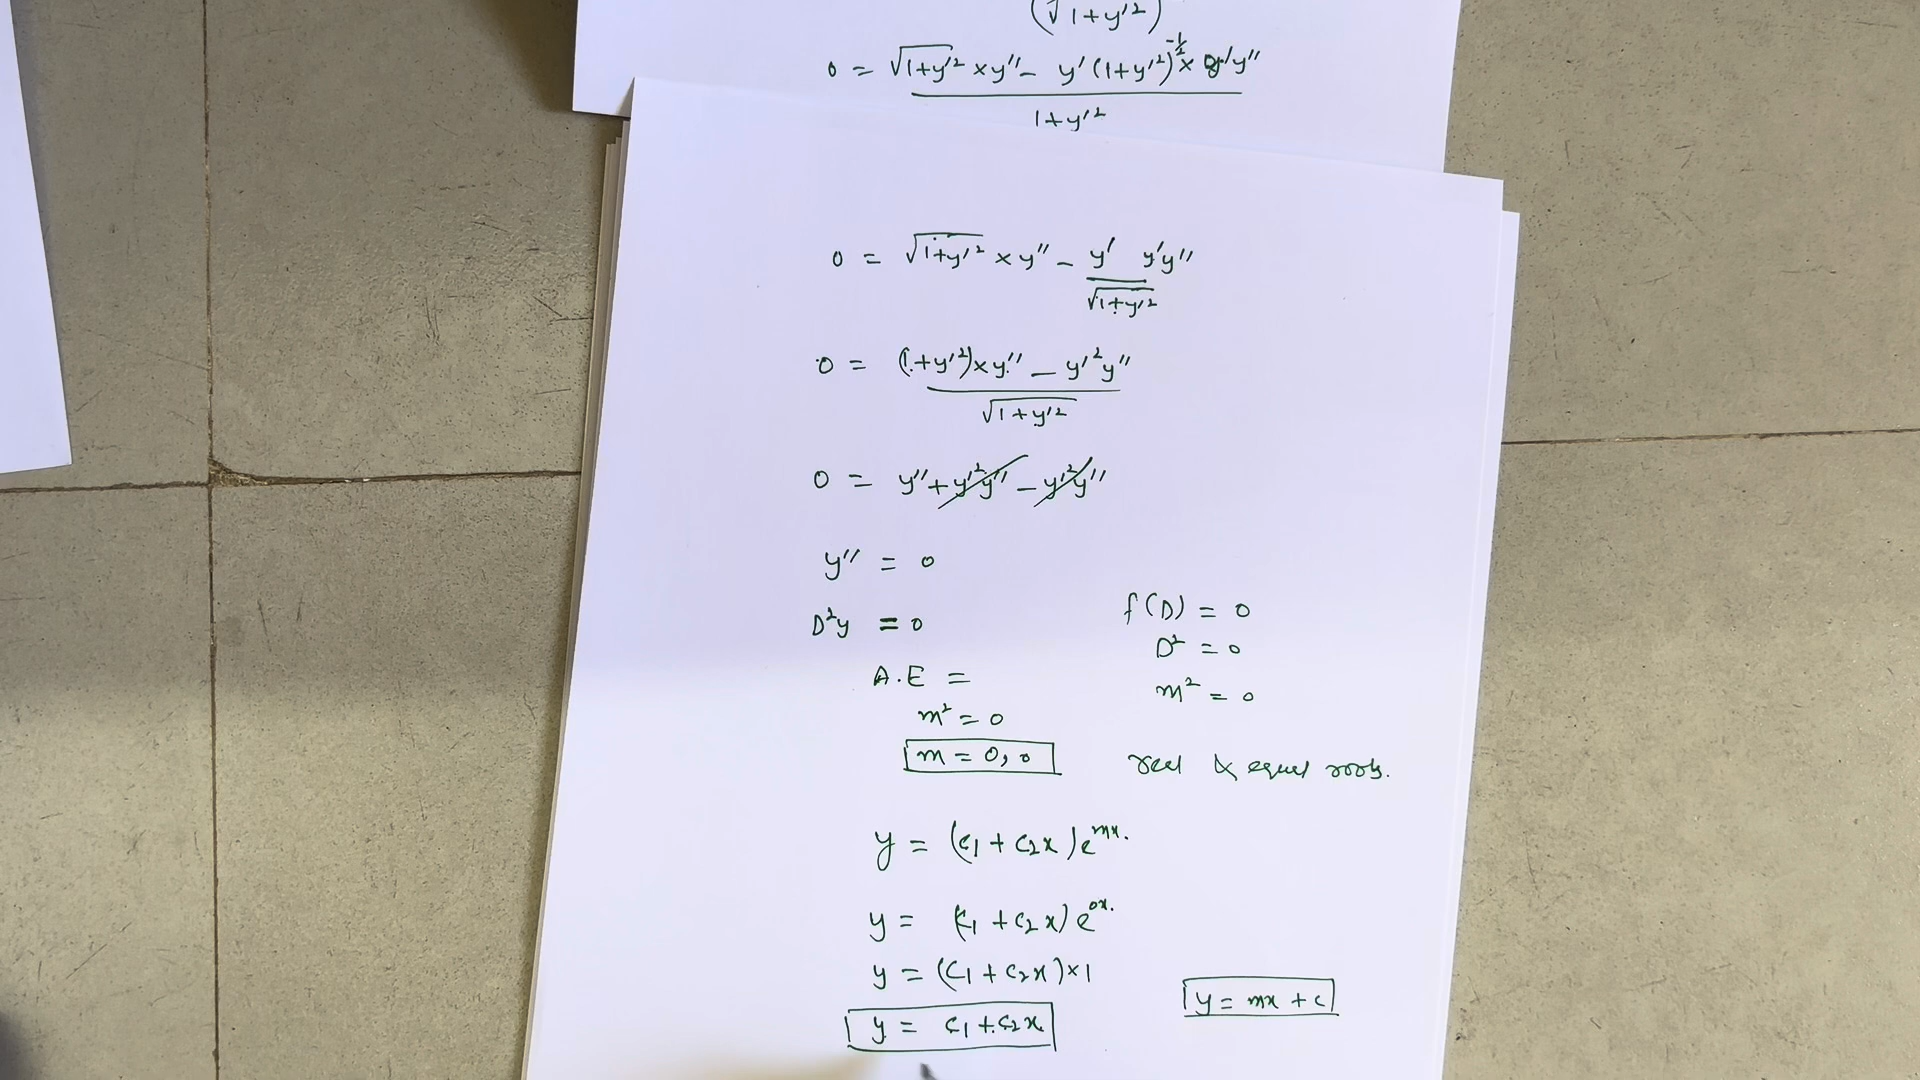 (√1+y'²)
0 = √1+y'² × y'' - y'(1+y'²)^-1/2 × y'y''
1+y'²
0 = √1+y'² × y'' - y' y'y''
√1+y'²
0 = (1+y'²)×y'' - y'²y''
√1+y'²
0 = y''+y'²y'' - y'²y''
y'' = 0
D²y = 0
f(D) = 0
D² = 0
A.E =
m² = 0
m² = 0
m = 0, 0
real & equal roots.
y = (c₁ + c₂x)e^mx.
y = (c₁ + c₂x)e^0x.
y = (c₁ + c₂x)×1
y = mx + c
y = c₁ + c₂x.